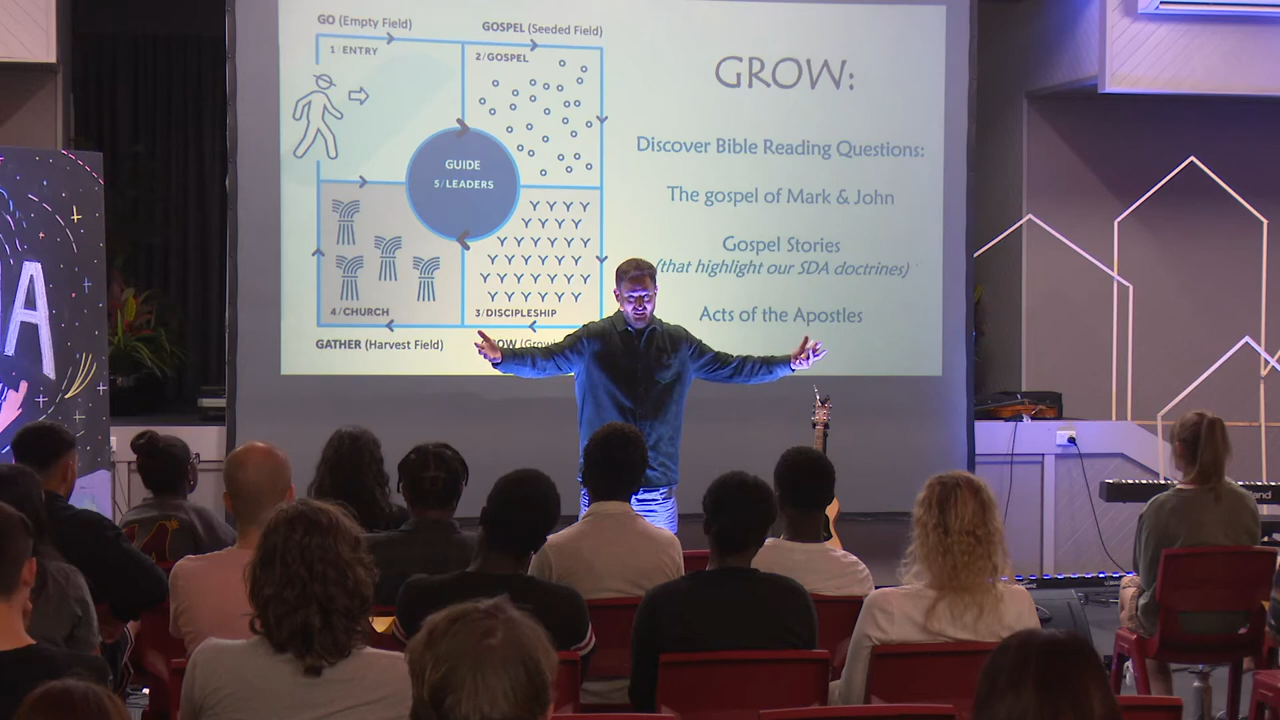 GO (Empty Field)
GOSPEL (Seeded Field)
1/ENTRY
2/GOSPEL
GUIDE
5/LEADERS
4/CHURCH
3/DISCIPLESHIP
GATHER (Harvest Field)
GROW:
Discover Bible Reading Questions:
The gospel of Mark & John
Gospel Stories
(that highlight our SDA doctrines)
Acts of the Apostles
A